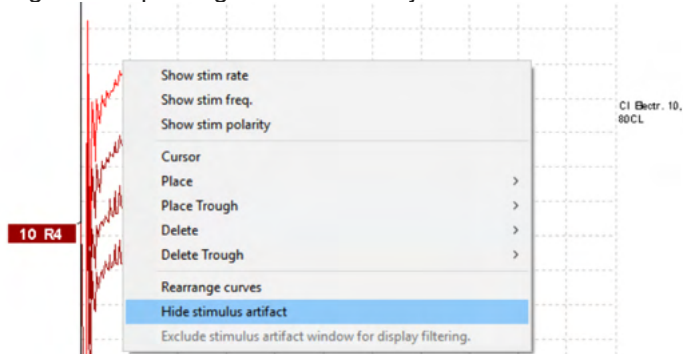 Show stim rate
Show stim freq.
Show stim polarity
CI Electr. 10,
80CL
Cursor
Place
Place Trough
10 R4
Delete
Delete Trough
Rearrange curves
Hide stimulus artifact
Exclude stimulus artifact window for display filtering.